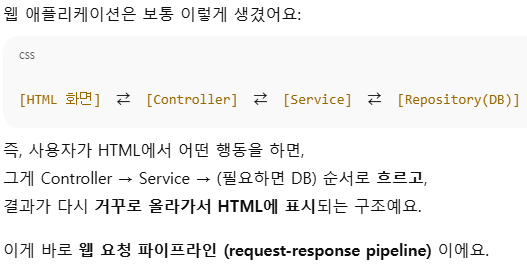 웹 애플리케이션은 보통 이렇게 생겼어요:
css
[HTML 화면] ⇄ [Controller] ⇄ [Service] ⇄ [Repository(DB)]
즉, 사용자가 HTML에서 어떤 행동을 하면,
그게 Controller → Service → (필요하면 DB) 순서로 흐르고,
결과가 다시 거꾸로 올라가서 HTML에 표시되는 구조예요.
이게 바로 웹 요청 파이프라인 (request-response pipeline) 이에요.